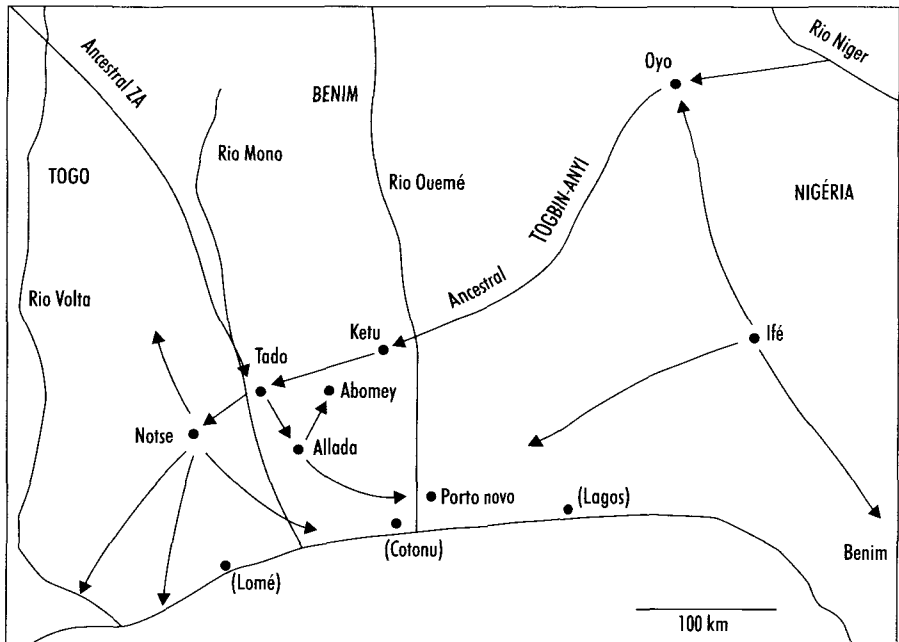 Rio Niger
Oyo
Ancestral ZA
BENIM
Rio Mono
TOGO
Rio Ouemé
TOGBIN-ANYI
NIGÉRIA
Ancestral
Rio Volta
Ifé
Ketu
Tado
Abomey
Notse
Allada
Porto novo
(Lagos)
(Cotonu)
Benim
(Lomé)
100 km